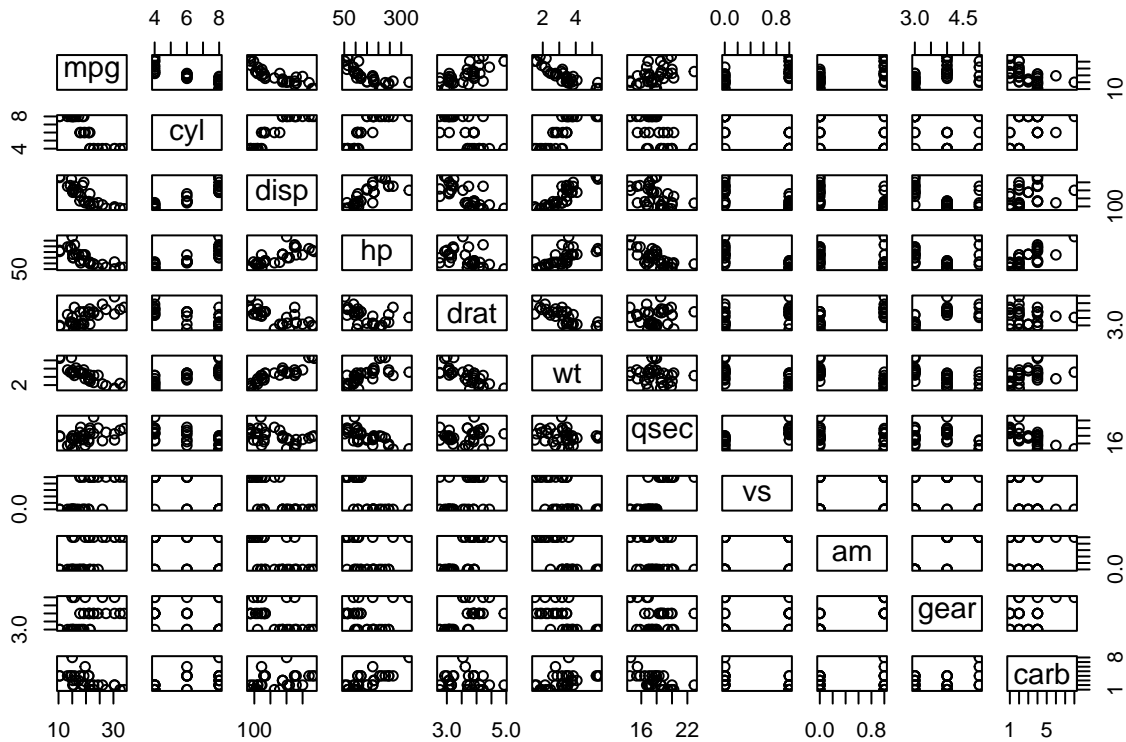 4 6 8 50 300 2 4 0.0 0.8 3.0 4.5
mpg 10
4 8 cyl
disp 100
50 hp
drat 3.0
2 wt
qsec 16
0.0 vs
am 0.0
3.0 gear
carb 1 8
10 30 100 3.0 5.0 16 22 0.0 0.8 1 5